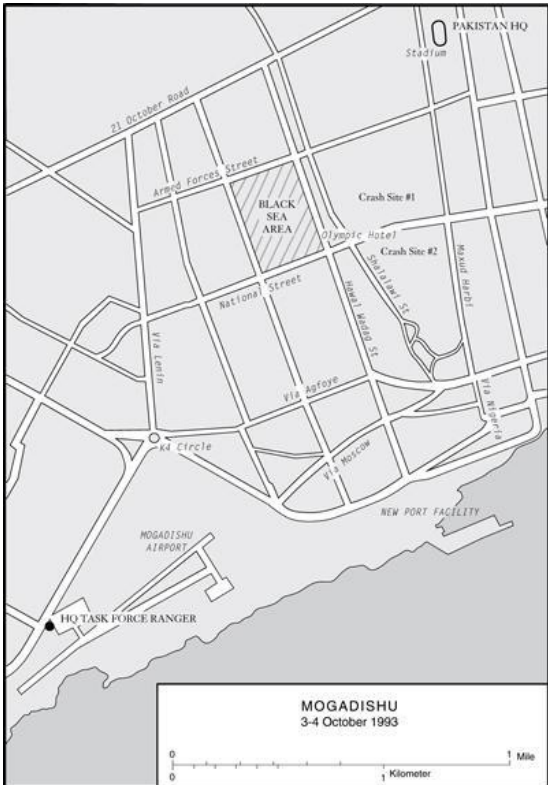 PAKISTAN HQ
Stadium
21 October Road
Armed Forces Street
BLACK
SEA
AREA
Crash Site #1
Olympic Hotel
Crash Site #2
National Street
Shalalawi St
Maxud Harbi
Hawal Wadag St
Via Lenin
Via Agfoye
Via Nigeria
K4 Circle
Via Moscow
NEW PORT FACILITY
MOGADISHU
AIRPORT
HQ TASK FORCE RANGER
MOGADISHU
3-4 October 1993
0 1 Mile
0 1 Kilometer